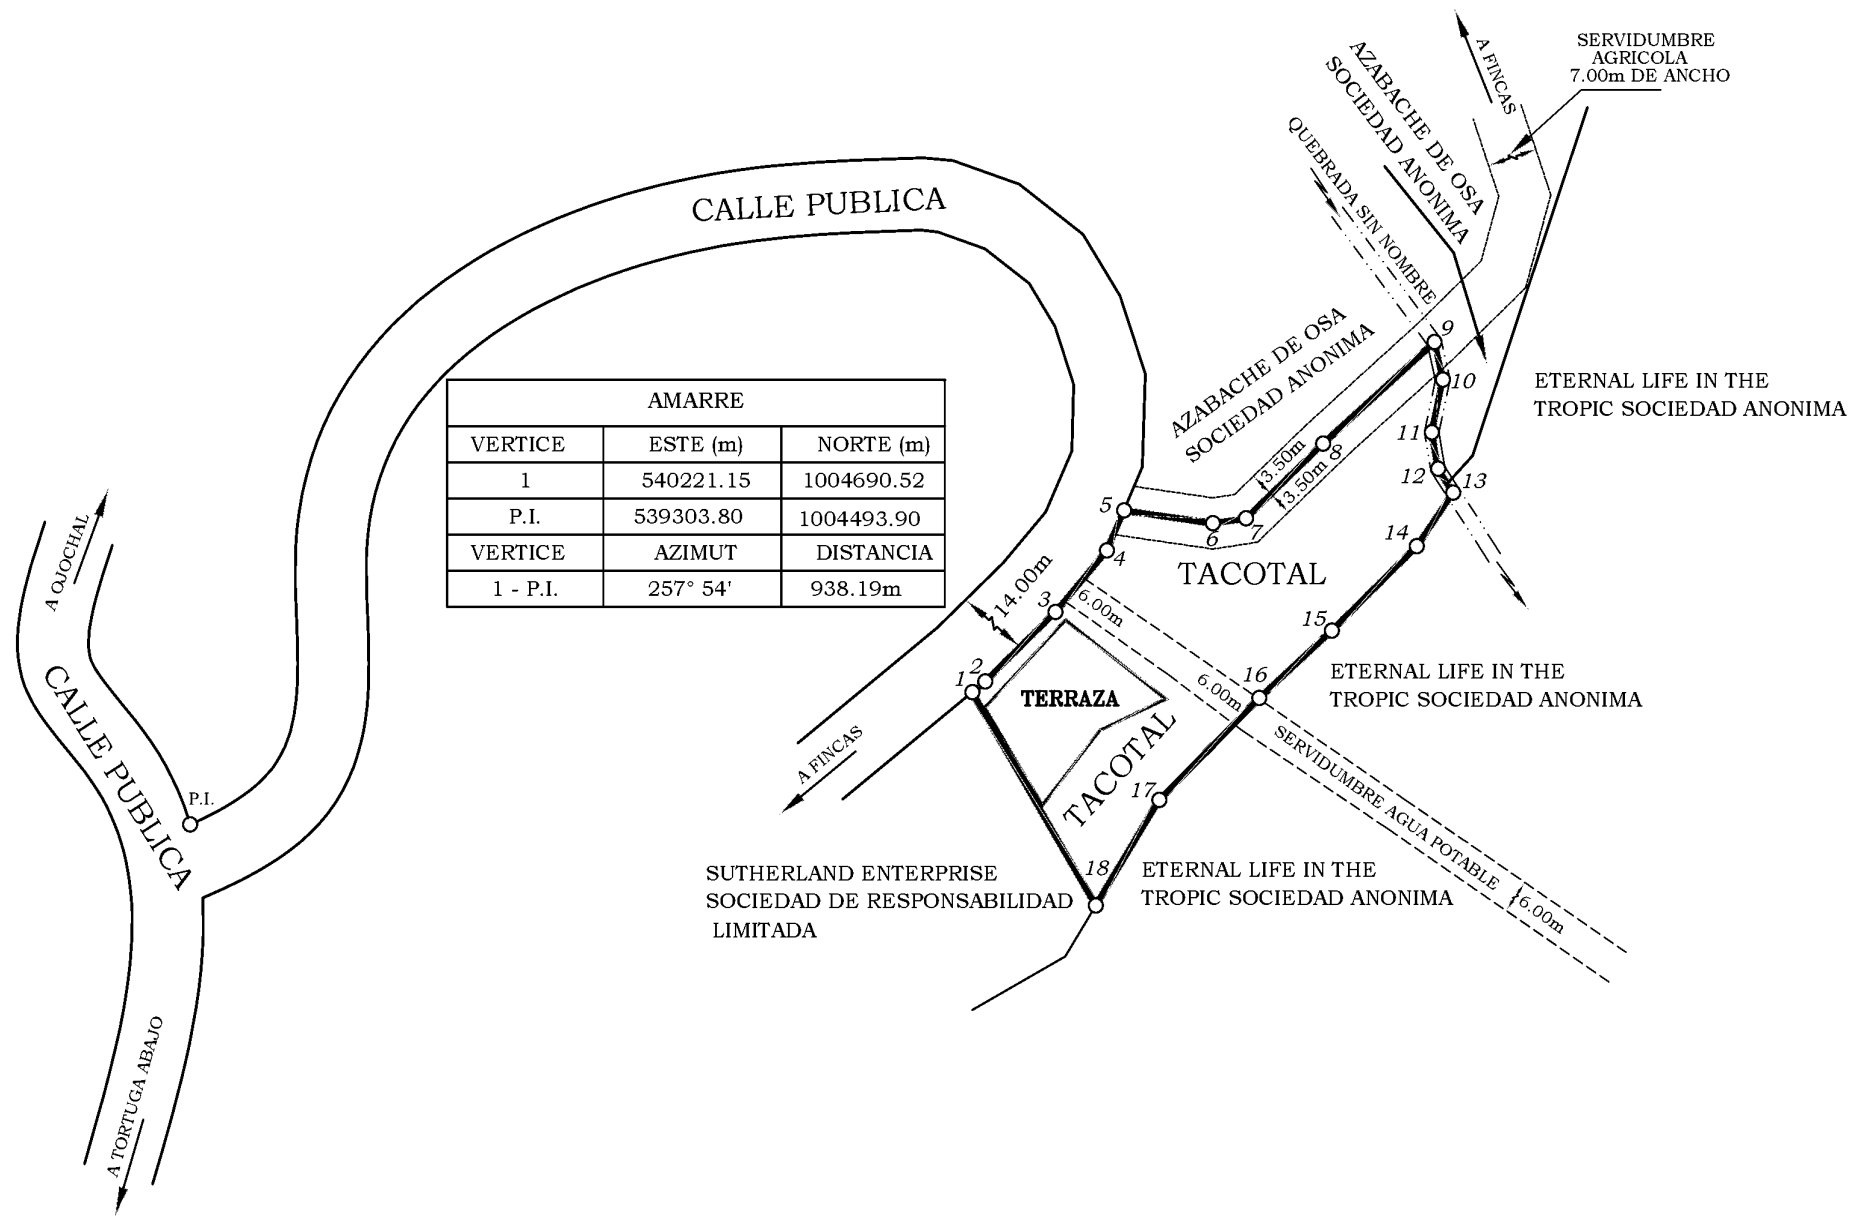 SERVIDUMBRE
AGRICOLA
7.00m DE ANCHO
A FINCAS
AZABACHE DE OSA
SOCIEDAD ANONIMA
QUEBRADA SIN NOMBRE
CALLE PUBLICA
AZABACHE DE OSA
SOCIEDAD ANONIMA
9
10
ETERNAL LIFE IN THE
TROPIC SOCIEDAD ANONIMA
AMARRE
VERTICE ESTE (m) NORTE (m)
1 540221.15 1004690.52
P.I. 539303.80 1004493.90
VERTICE AZIMUT DISTANCIA
1 - P.I. 257° 54' 938.19m
11
8
3.50m
3.50m
12
13
5
6
7
14
4
TACOTAL
14.00m
3
6.00m
15
A OJOCHAL
2
1
16
6.00m
TERRAZA
ETERNAL LIFE IN THE
TROPIC SOCIEDAD ANONIMA
CALLE PUBLICA
P.I.
A FINCAS
TACOTAL
17
SERVIDUMBRE AGUA POTABLE
6.00m
18
SUTHERLAND ENTERPRISE
SOCIEDAD DE RESPONSABILIDAD
LIMITADA
ETERNAL LIFE IN THE
TROPIC SOCIEDAD ANONIMA
A TORTUGA ABAJO